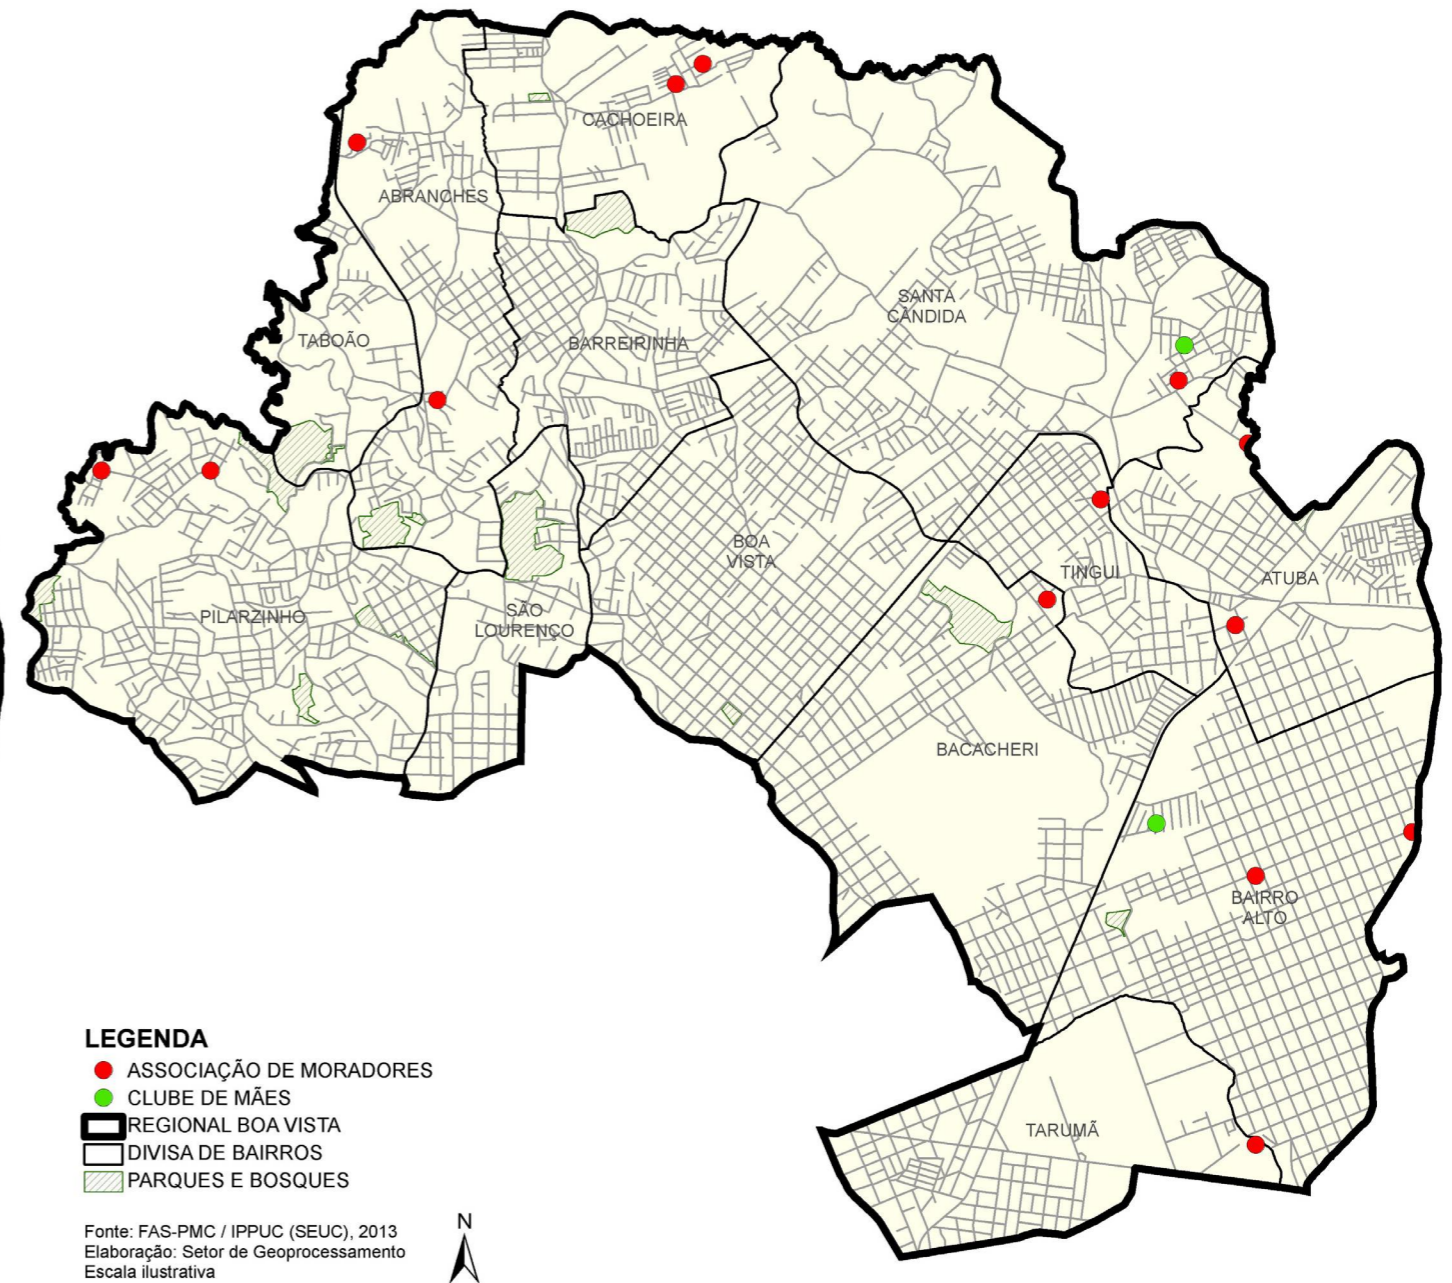 CACHOEIRA
ABRANCHES
SANTA
CÂNDIDA
TABOÃO
BARREIRINHA
BOA
VISTA
TINGUI
ATUBA
PILARZINHO
SÃO
LOURENÇO
BACACHERI
BAIRRO
ALTO
TARUMÃ
LEGENDA
ASSOCIAÇÃO DE MORADORES
CLUBE DE MÃES
REGIONAL BOA VISTA
DIVISA DE BAIRROS
PARQUES E BOSQUES
Fonte: FAS-PMC / IPPUC (SEUC), 2013
Elaboração: Setor de Geoprocessamento
Escala ilustrativa
N